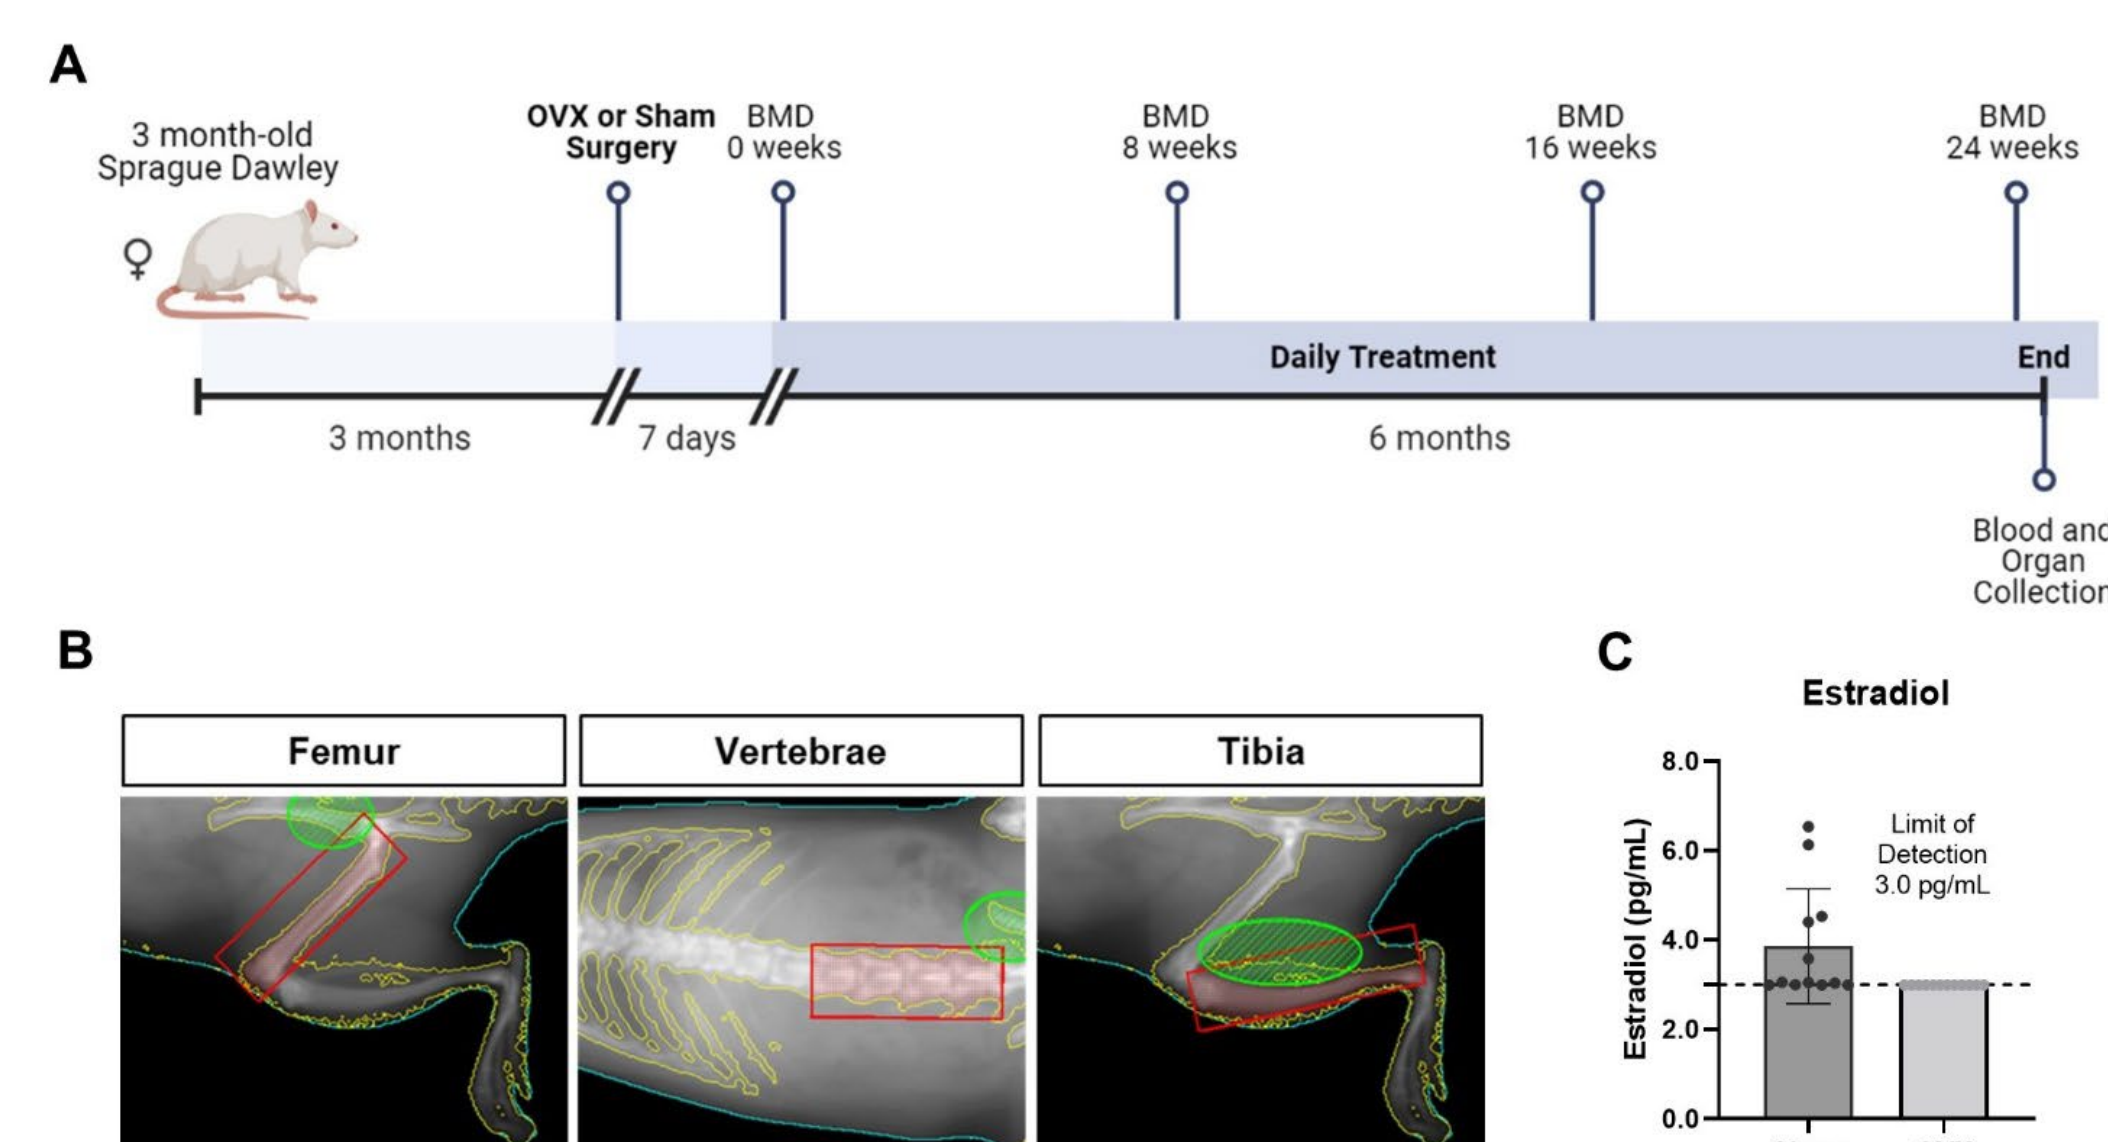 A
3 month-old
Sprague Dawley
♀
OVX or Sham
Surgery
BMD
0 weeks
BMD
8 weeks
BMD
16 weeks
BMD
24 weeks
Daily Treatment
End
3 months
7 days
6 months
Blood and
Organ
Collection
B
Femur
Vertebrae
Tibia
C
Estradiol
Estradiol (pg/mL)
8.0
6.0
4.0
2.0
0.0
Limit of
Detection
3.0 pg/mL